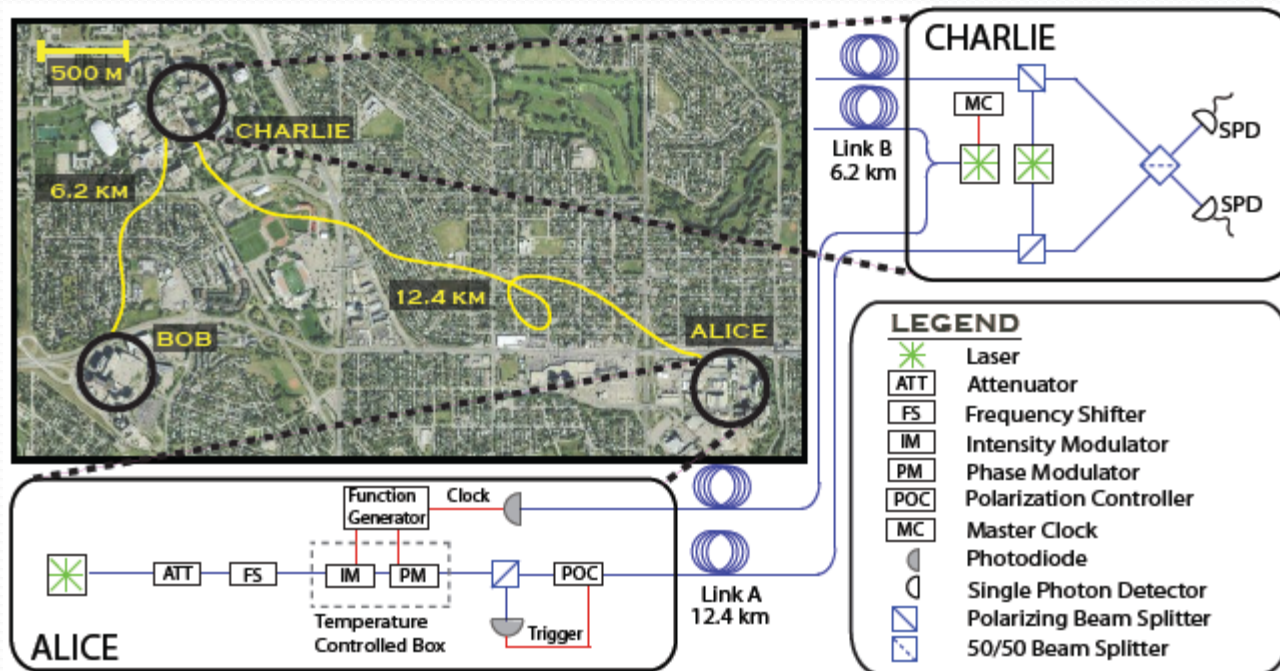 500 M
CHARLIE
6.2 KM
12.4 KM
BOB
ALICE
CHARLIE
MC
SPD
SPD
Link B
6.2 km
LEGEND
Laser
ATT Attenuator
FS Frequency Shifter
IM Intensity Modulator
PM Phase Modulator
POC Polarization Controller
MC Master Clock
Photodiode
Single Photon Detector
Polarizing Beam Splitter
50/50 Beam Splitter
Function
Generator
Clock
ATT
FS
IM
PM
POC
Temperature
Controlled Box
Trigger
ALICE
Link A
12.4 km